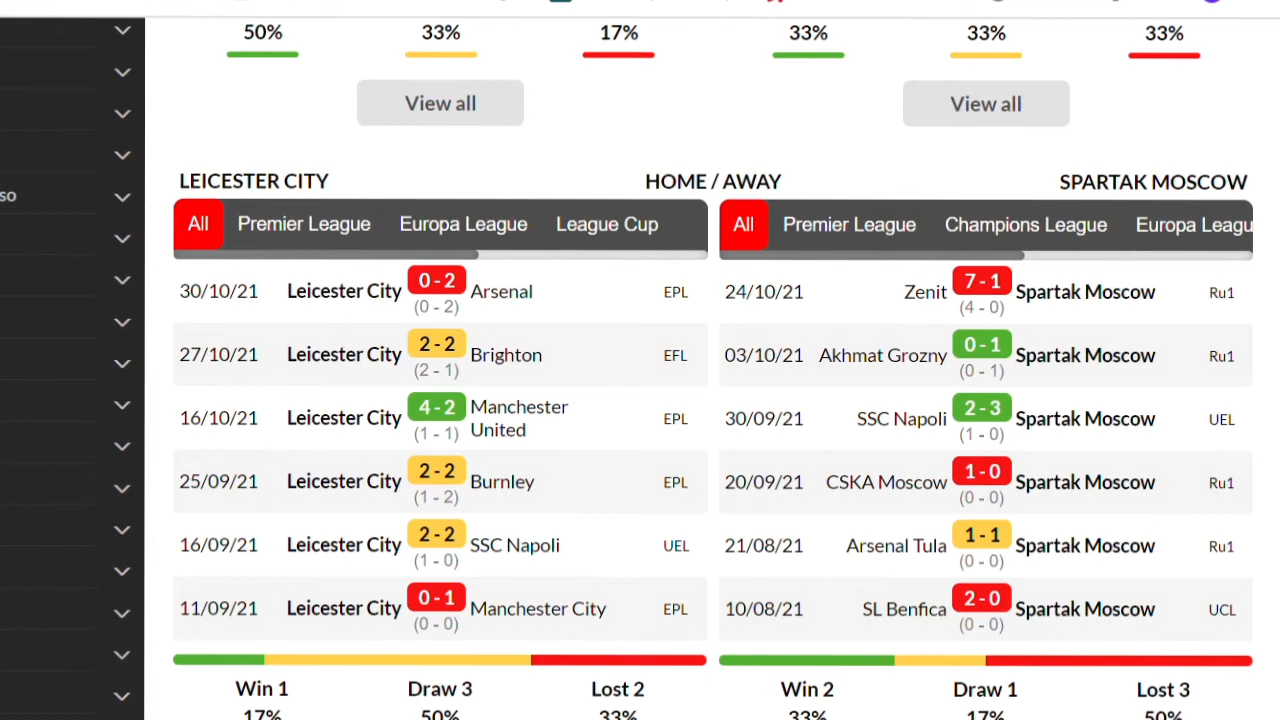 50% 33% 17% 33% 33% 33%
View all View all
so
LEICESTER CITY HOME / AWAY SPARTAK MOSCOW
All Premier League Europa League League Cup All Premier League Champions League Europa Leagu
30/10/21 Leicester City 0 - 2 Arsenal EPL
(0 - 2)
24/10/21 Zenit 7 - 1 Spartak Moscow Ru1
(4 - 0)
27/10/21 Leicester City 2 - 2 Brighton EFL
(2 - 1)
03/10/21 Akhmat Grozny 0 - 1 Spartak Moscow Ru1
(0 - 1)
16/10/21 Leicester City 4 - 2 Manchester United EPL
(1 - 1)
30/09/21 SSC Napoli 2 - 3 Spartak Moscow UEL
(1 - 0)
25/09/21 Leicester City 2 - 2 Burnley EPL
(1 - 2)
20/09/21 CSKA Moscow 1 - 0 Spartak Moscow Ru1
(0 - 0)
16/09/21 Leicester City 2 - 2 SSC Napoli UEL
(1 - 0)
21/08/21 Arsenal Tula 1 - 1 Spartak Moscow Ru1
(0 - 0)
11/09/21 Leicester City 0 - 1 Manchester City EPL
(0 - 0)
10/08/21 SL Benfica 2 - 0 Spartak Moscow UCL
(0 - 0)
Win 1 Draw 3 Lost 2 Win 2 Draw 1 Lost 3
17% 50% 33% 33% 17% 50%